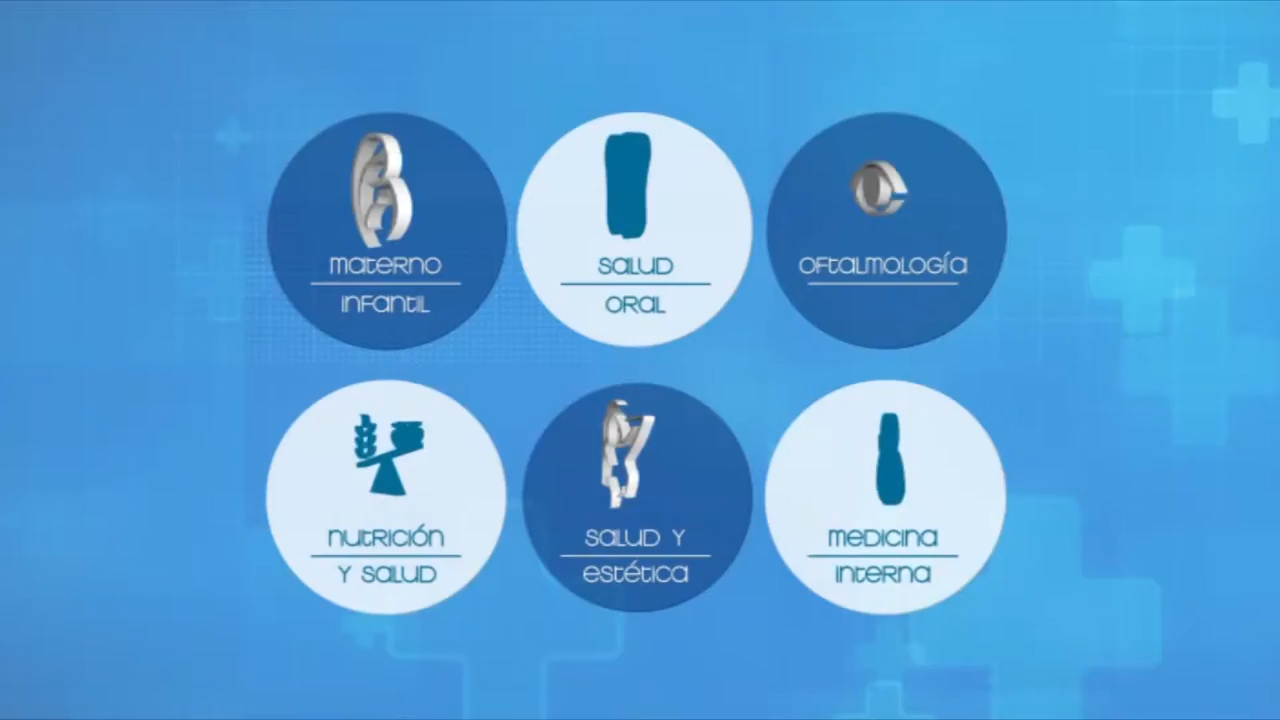 MATERNO
INFANTIL
SALUD
ORAL
OFTALMOLOGÍA
NUTRICIÓN
Y SALUD
SALUD Y
ESTÉTICA
MEDICINA
INTERNA